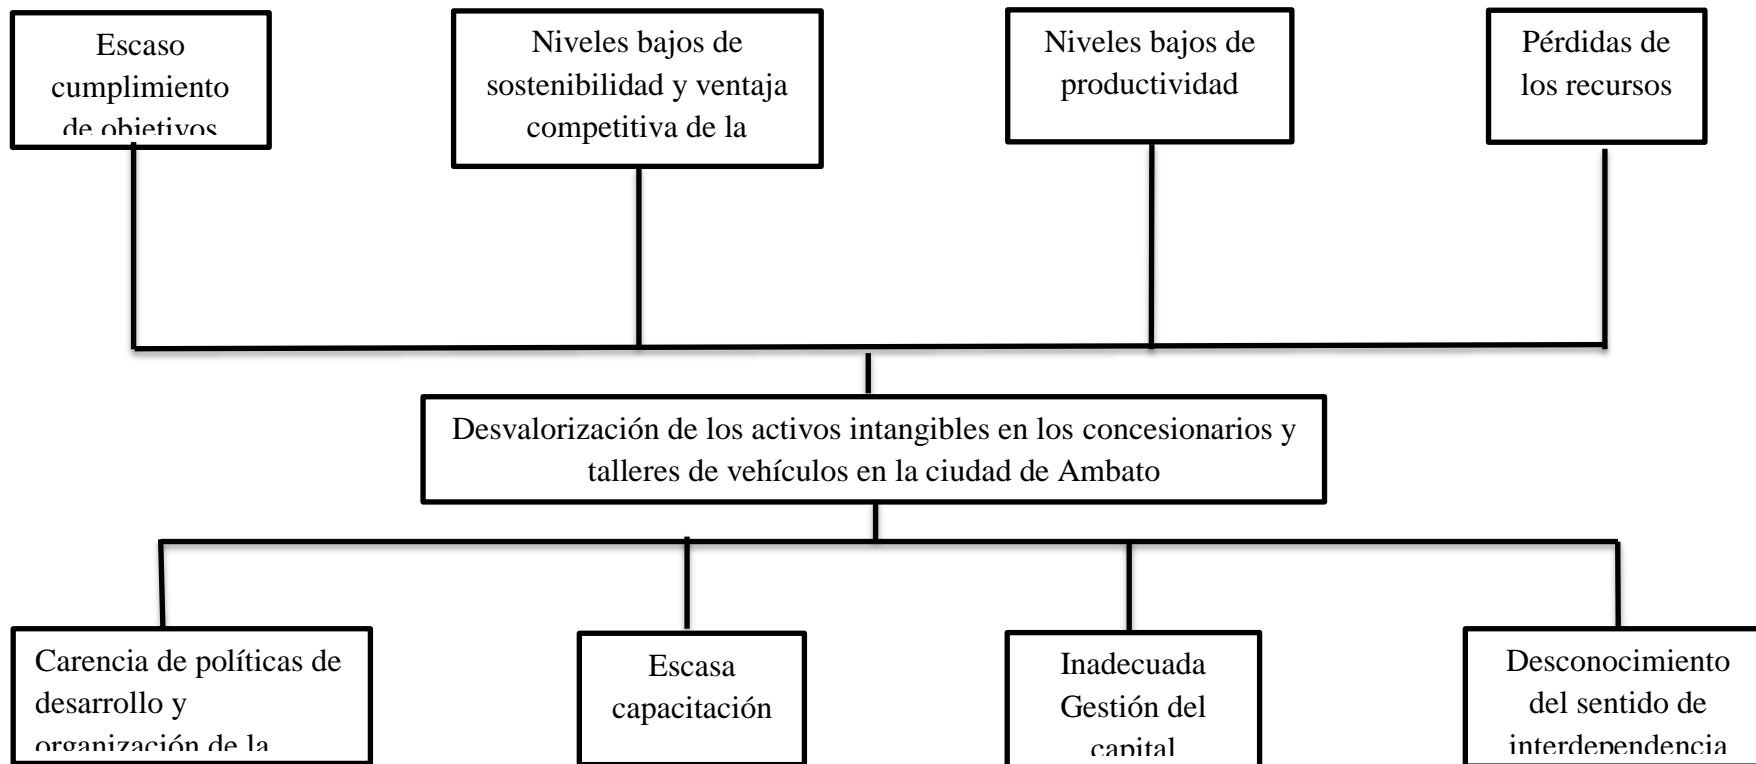 Escaso
cumplimiento
de objetivos
Niveles bajos de
sostenibilidad y ventaja
competitiva de la
Niveles bajos de
productividad
Pérdidas de
los recursos
Desvalorización de los activos intangibles en los concesionarios y
talleres de vehículos en la ciudad de Ambato
Carencia de políticas de
desarrollo y
organización de la
Escasa
capacitación
Inadecuada
Gestión del
capital
Desconocimiento
del sentido de
interdependencia